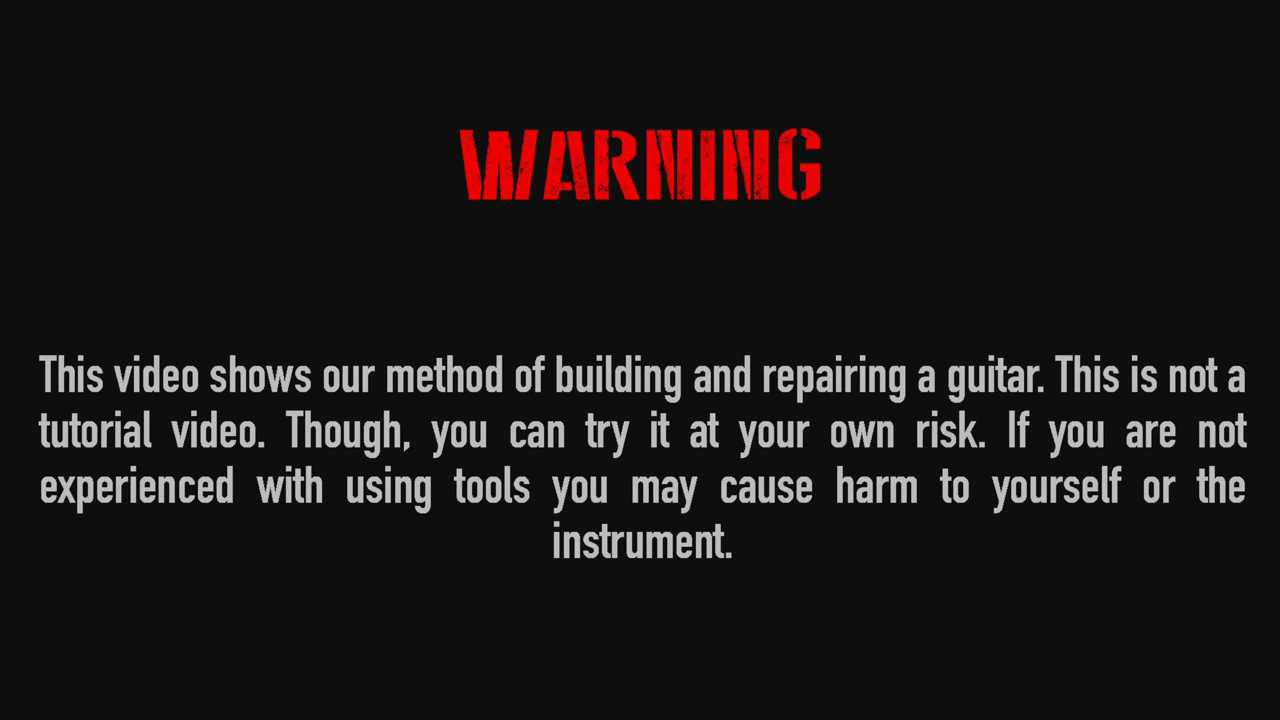 WARNING
This video shows our method of building and repairing a guitar. This is not a
tutorial video. Though, you can try it at your own risk. If you are not
experienced with using tools you may cause harm to yourself or the
instrument.